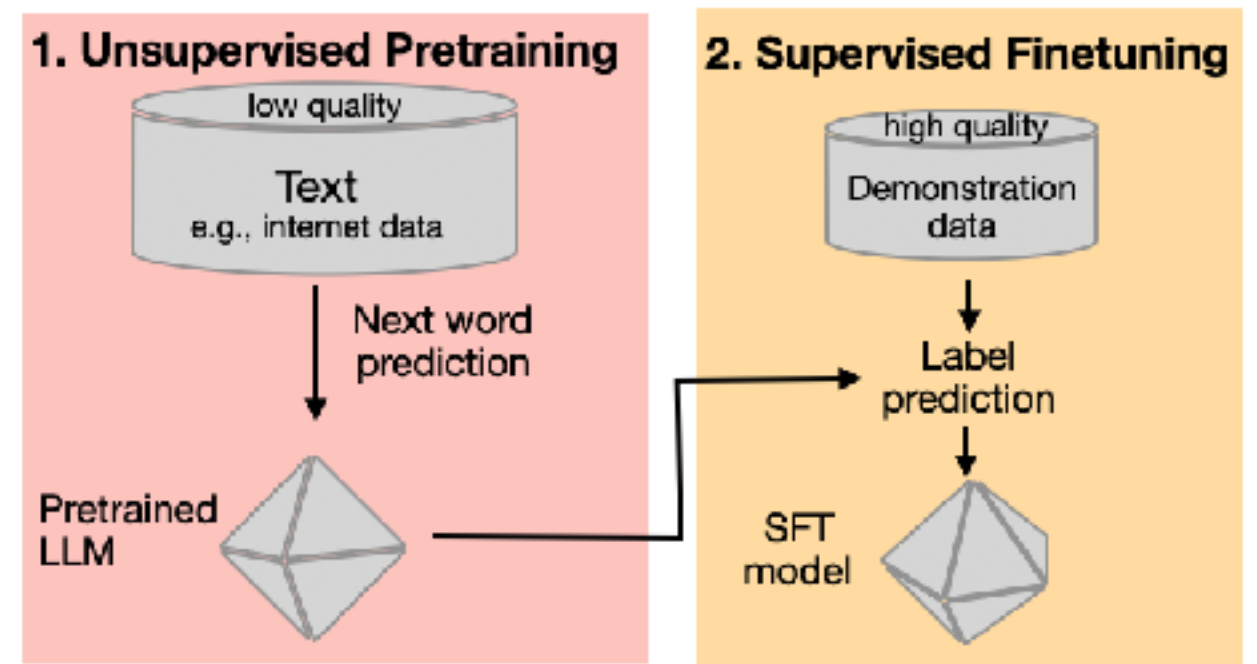 1. Unsupervised Pretraining
low quality
Text
e.g., internet data
Next word
prediction
Pretrained
LLM
2. Supervised Finetuning
high quality
Demonstration
data
Label
prediction
SFT
model